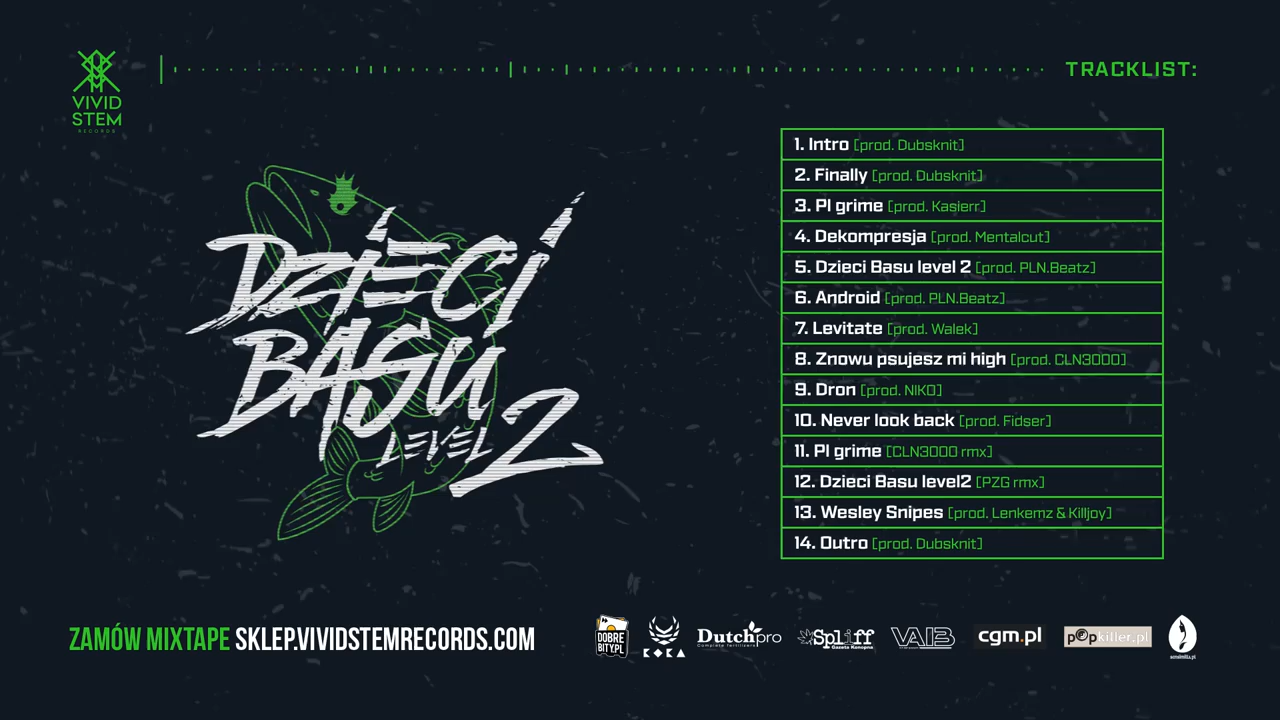 VIVID
STEM
RECORDS
TRACKLIST:
DZIECI
BASU
LEVEL 2
1. Intro [prod. Dubsknit]
2. Finally [prod. Dubsknit]
3. Pl grime [prod. Kasierr]
4. Dekompresja [prod. Mentalcut]
5. Dzieci Basu level 2 [prod. PLN.Beatz]
6. Android [prod. PLN.Beatz]
7. Levitate [prod. Walek]
8. Znowu psujesz mi high [prod. CLN3000]
9. Dron [prod. NIKO]
10. Never look back [prod. Fidser]
11. Pl grime [CLN3000 rmx]
12. Dzieci Basu level2 [PZG rmx]
13. Wesley Snipes [prod. Lenkemz & Killjoy]
14. Outro [prod. Dubsknit]
ZAMÓW MIXTAPE SKLEP.VIVIDSTEMRECORDS.COM
DOBRE
BITY.PL
KOKA
Dutchpro
Complete fertilizers
Spliff
Gazeta Konopna
VAIB
cgm.pl
popkiller.pl